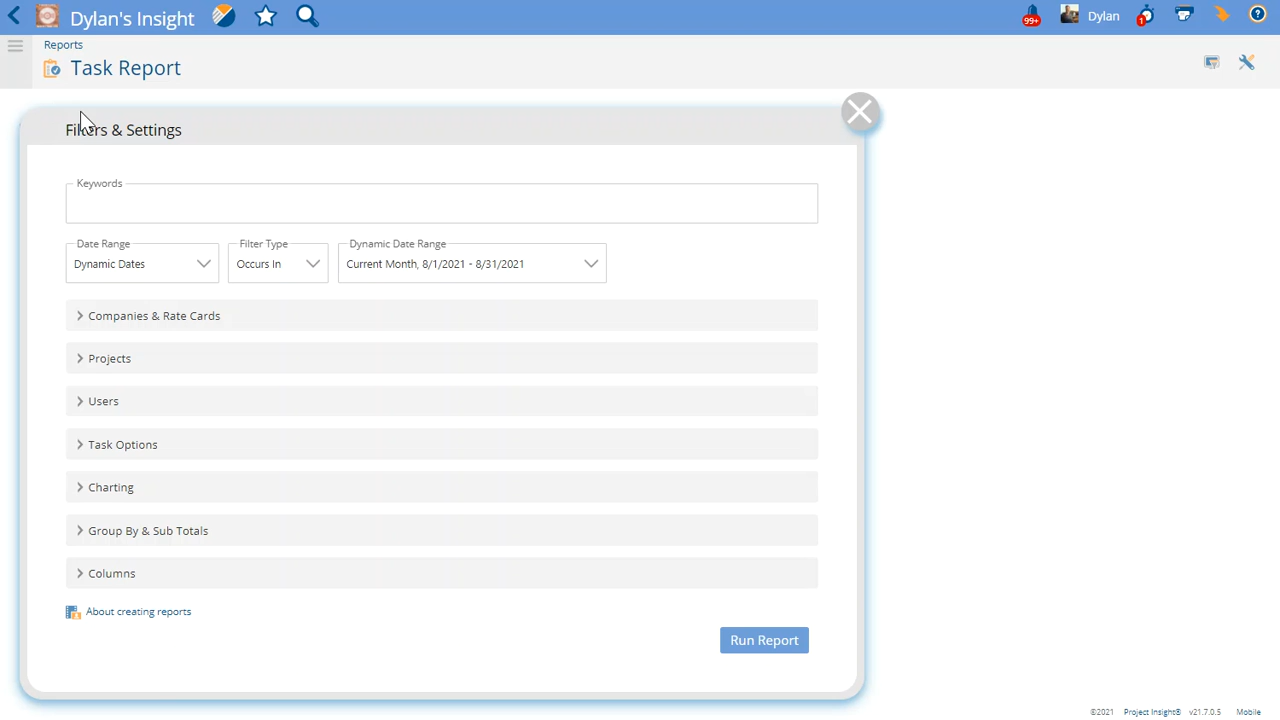 Dylan's Insight
99+
Dylan
1
?
Reports
Task Report
Filters & Settings
Keywords
Date Range
Filter Type
Dynamic Date Range
Dynamic Dates
Occurs In
Current Month, 8/1/2021 - 8/31/2021
Companies & Rate Cards
Projects
Users
Task Options
Charting
Group By & Sub Totals
Columns
About creating reports
Run Report
©2021 Project Insight® v21.7.0.5 Mobile